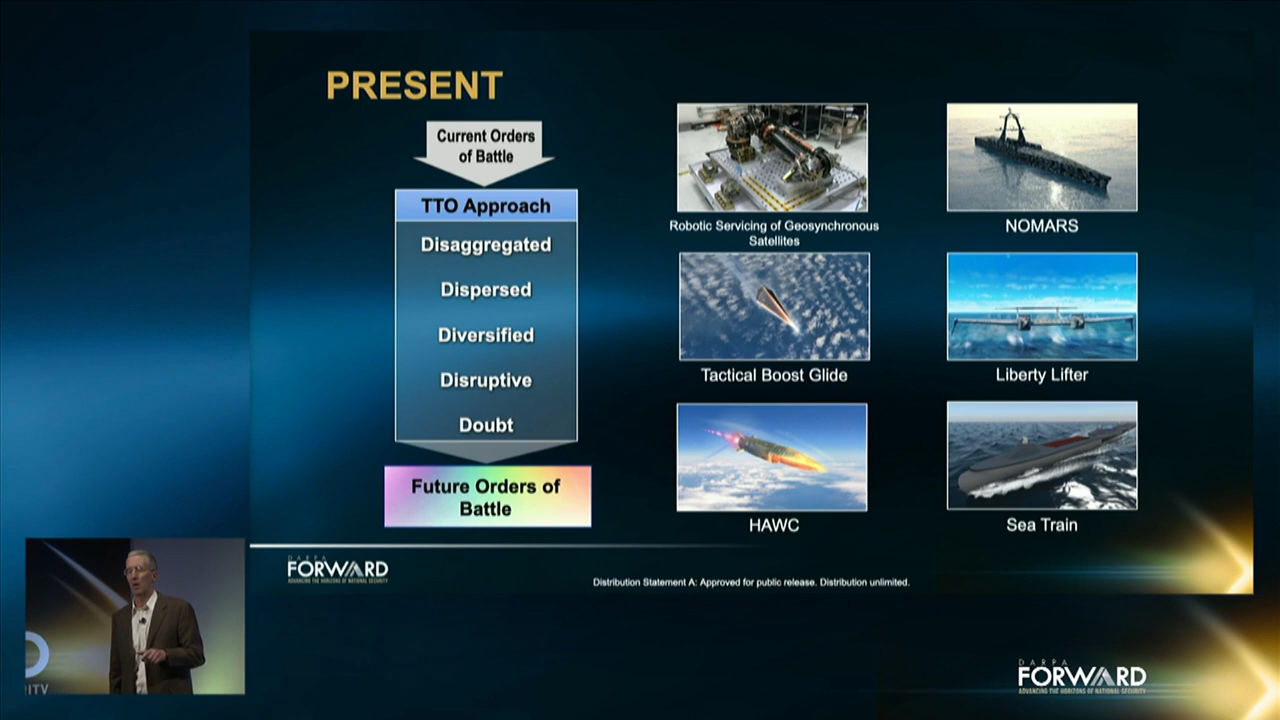 PRESENT
Current Orders
of Battle
TTO Approach
Disaggregated
Dispersed
Diversified
Disruptive
Doubt
Future Orders of
Battle
Robotic Servicing of Geosynchronous
Satellites
NOMARS
Tactical Boost Glide
Liberty Lifter
HAWC
Sea Train
DARPA
FORWARD
ADVANCING THE HORIZONS OF NATIONAL SECURITY
Distribution Statement A: Approved for public release. Distribution unlimited.
D
ITY
DARPA
FORWARD
ADVANCING THE HORIZONS OF NATIONAL SECURITY